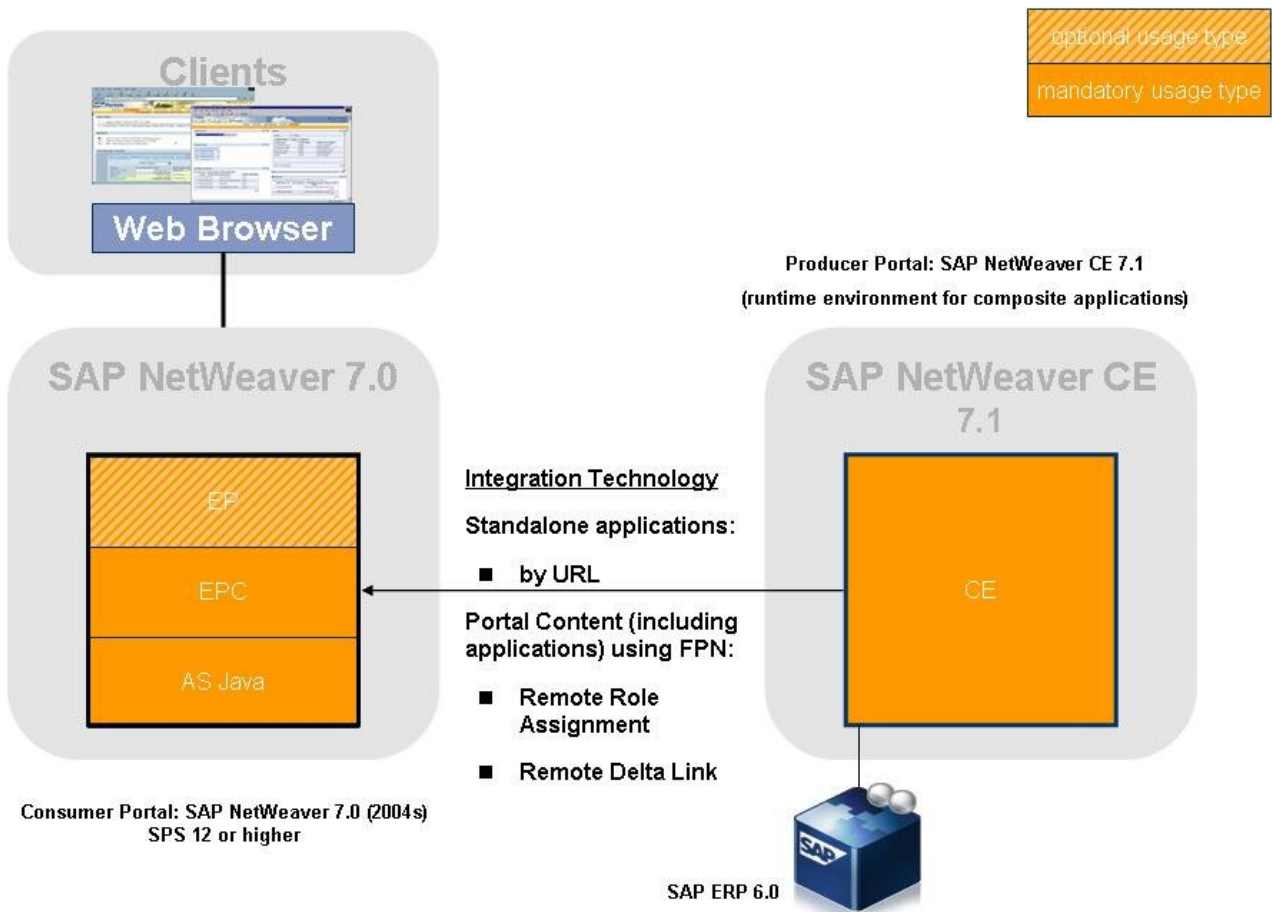 optional usage type
mandatory usage type
Clients
Web Browser
Producer Portal: SAP NetWeaver CE 7.1
(runtime environment for composite applications)
SAP NetWeaver 7.0
EP
EPC
AS Java
Consumer Portal: SAP NetWeaver 7.0 (2004s)
SPS 12 or higher
Integration Technology
Standalone applications:
■ by URL
Portal Content (including
applications) using FPN:
■ Remote Role
Assignment
■ Remote Delta Link
SAP NetWeaver CE
7.1
CE
SAP
SAP ERP 6.0